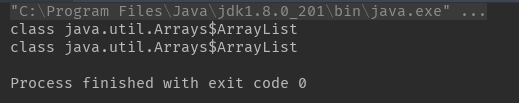 "C:\Program Files\Java\jdk1.8.0_201\bin\java.exe" ...
class java.util.Arrays$ArrayList
class java.util.Arrays$ArrayList
Process finished with exit code 0